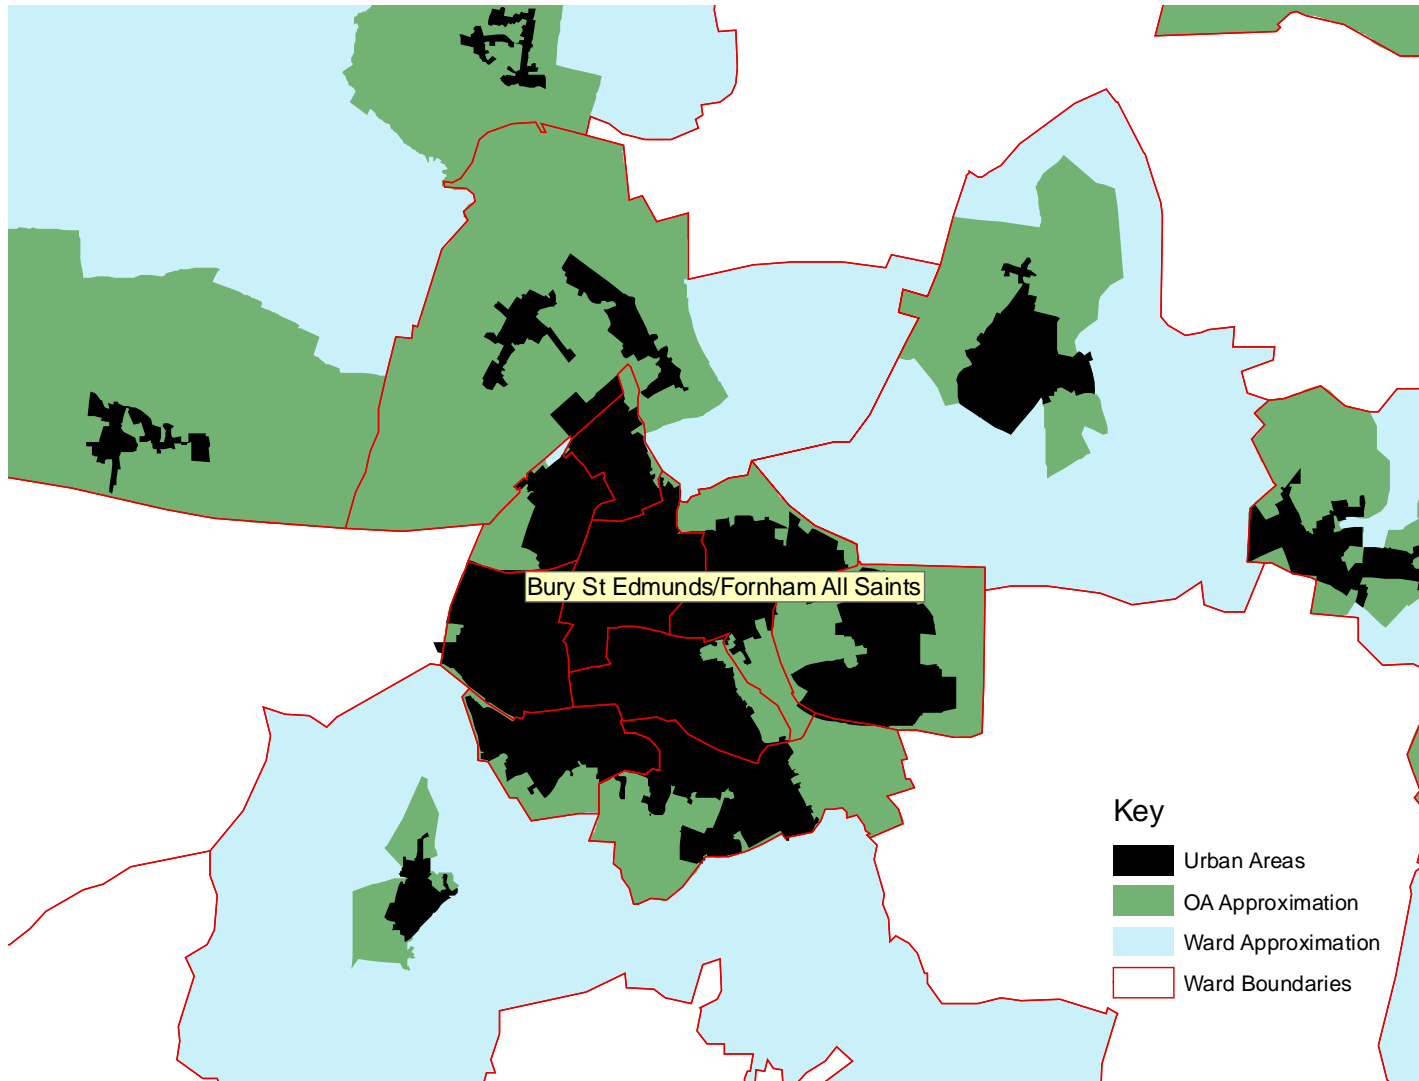 Bury St Edmunds/Fornham All Saints
Key
Urban Areas
OA Approximation
Ward Approximation
Ward Boundaries